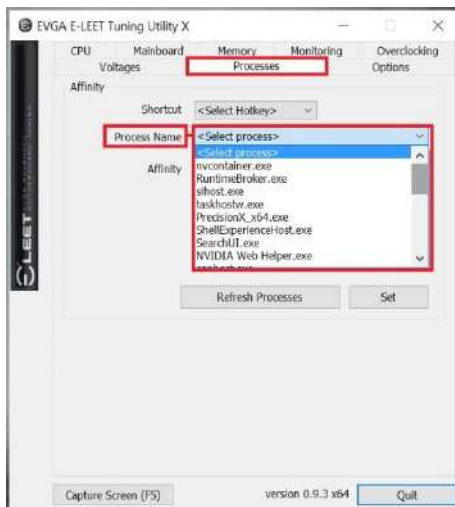 EVGA E-LEET Tuning Utility X
CPU Mainboard Memory Monitoring Overclocking
Voltages Processes Options
Affinity
Shortcut <Select Hotkey>
Process Name <Select process>
<Select process>
nvcontainer.exe
Affinity
RuntimeBroker.exe
sihost.exe
taskhostw.exe
PrecisionX_x64.exe
ShellExperienceHost.exe
SearchUI.exe
NVIDIA Web Helper.exe
Refresh Processes Set
E-LEET
Capture Screen (F5) version 0.9.3 x64 Quit